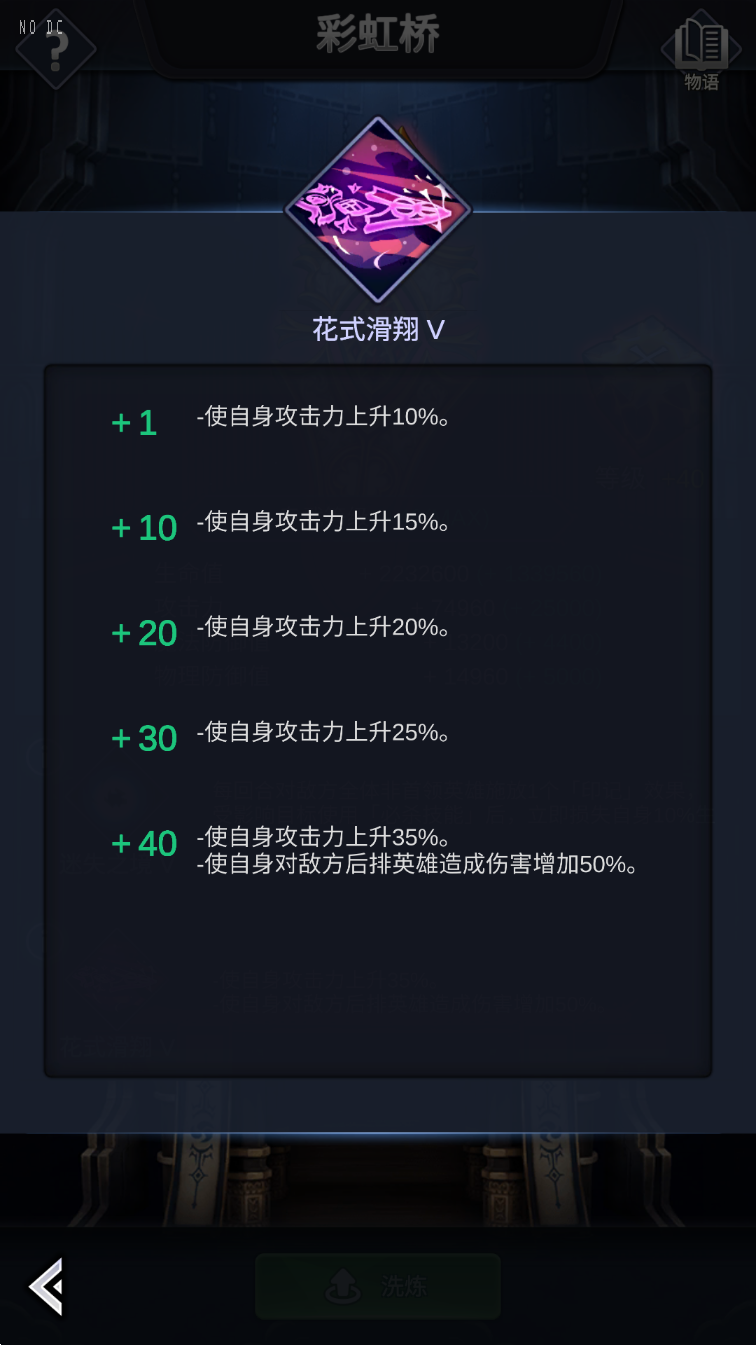 NO DC
彩虹桥
物语
花式滑翔 V
+1 -使自身攻击力上升10%。
+10 -使自身攻击力上升15%。
+20 -使自身攻击力上升20%。
+30 -使自身攻击力上升25%。
+40 -使自身攻击力上升35%。
-使自身对敌方后排英雄造成伤害增加50%。
洗炼